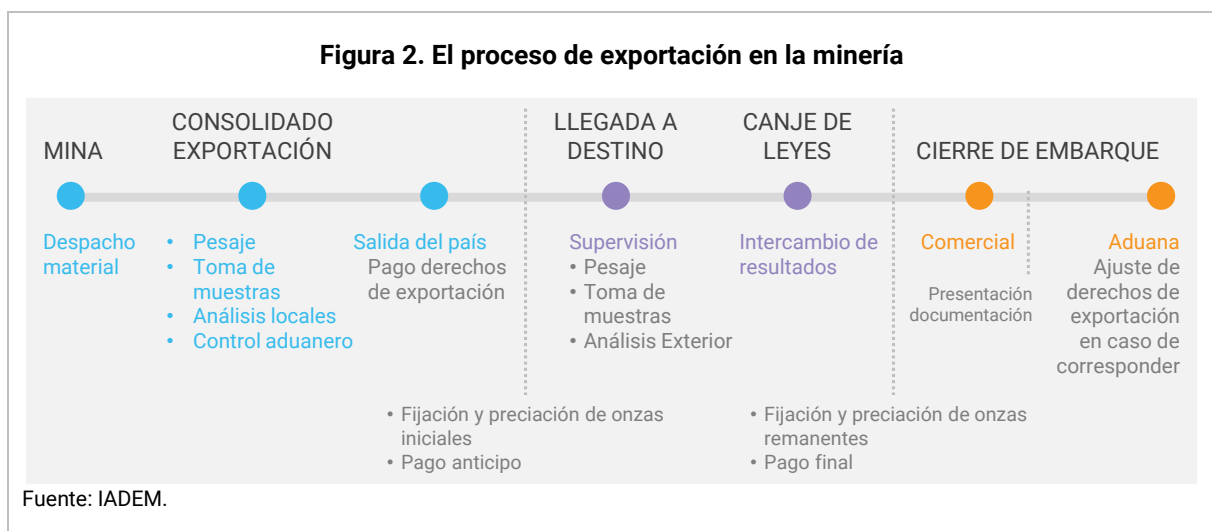 Figura 2. El proceso de exportación en la minería
MINA
CONSOLIDADO
EXPORTACIÓN
LLEGADA A
DESTINO
CANJE DE
LEYES
CIERRE DE EMBARQUE
Despacho
material
• Pesaje
• Toma de
muestras
• Análisis locales
• Control aduanero
Salida del país
Pago derechos
de exportación
Supervisión
• Pesaje
• Toma de
muestras
• Análisis Exterior
Intercambio de
resultados
Comercial
Presentación
documentación
Aduana
Ajuste de
derechos de
exportación
en caso de
corresponder
• Fijación y preciación de onzas
iniciales
• Pago anticipo
• Fijación y preciación de onzas
remanentes
• Pago final
Fuente: IADEM.